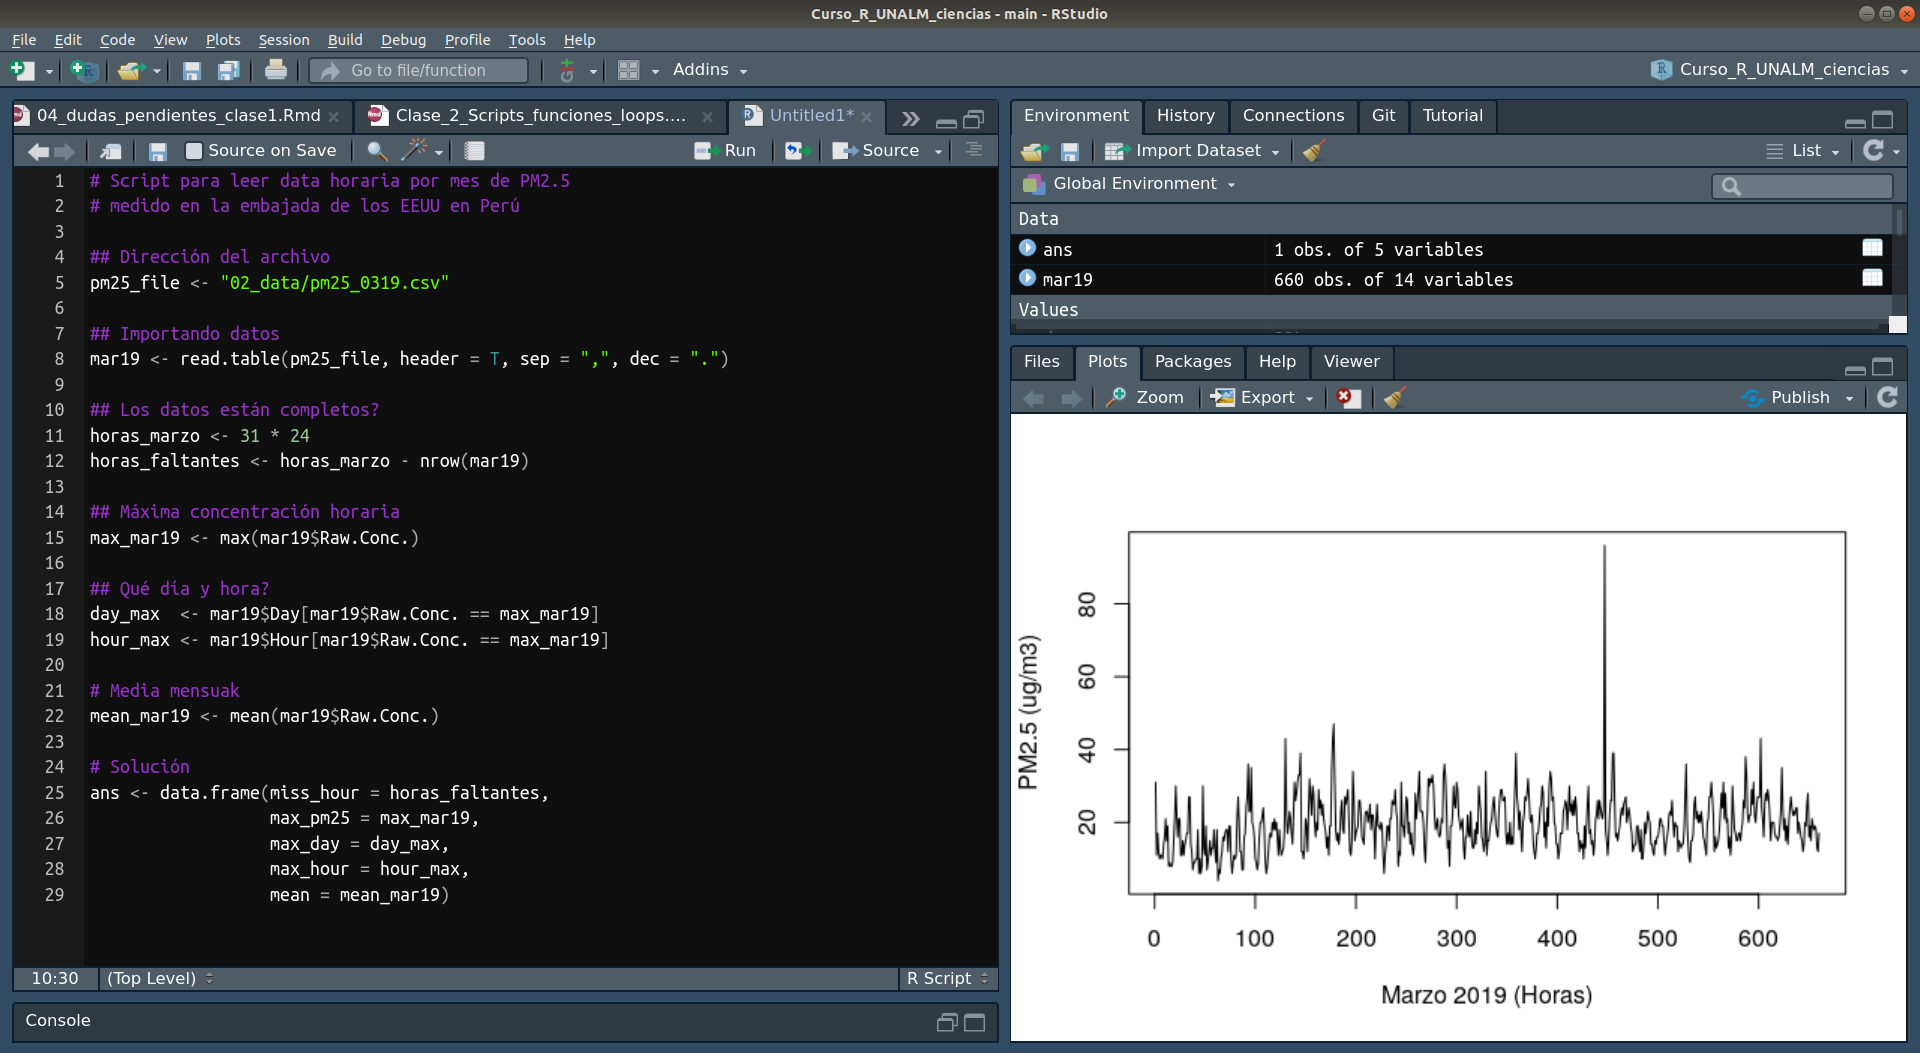 Curso_R_UNALM_ciencias - main - RStudio
File Edit Code View Plots Session Build Debug Profile Tools Help
Go to file/function Addins Curso_R_UNALM_ciencias
04_dudas_pendientes_clase1.Rmd Clase_2_Scripts_funciones_loops.... Untitled1*
Source on Save Run Source
1 # Script para leer data horaria por mes de PM2.5
2 # medido en la embajada de los EEUU en Perú
3
4 ## Dirección del archivo
5 pm25_file <- "02_data/pm25_0319.csv"
6
7 ## Importando datos
8 mar19 <- read.table(pm25_file, header = T, sep = ",", dec = ".")
9
10 ## Los datos están completos?
11 horas_marzo <- 31 * 24
12 horas_faltantes <- horas_marzo - nrow(mar19)
13
14 ## Máxima concentración horaria
15 max_mar19 <- max(mar19$Raw.Conc.)
16
17 ## Qué día y hora?
18 day_max  <- mar19$Day[mar19$Raw.Conc. == max_mar19]
19 hour_max <- mar19$Hour[mar19$Raw.Conc. == max_mar19]
20
21 # Media mensuak
22 mean_mar19 <- mean(mar19$Raw.Conc.)
23
24 # Solución
25 ans <- data.frame(miss_hour = horas_faltantes,
26 max_pm25 = max_mar19,
27 max_day = day_max,
28 max_hour = hour_max,
29 mean = mean_mar19)
10:30 (Top Level) R Script
Console
Environment History Connections Git Tutorial
Import Dataset List
Global Environment
Data
ans 1 obs. of 5 variables
mar19 660 obs. of 14 variables
Values
Files Plots Packages Help Viewer
Zoom Export Publish
PM2.5 (ug/m3)
80
60
40
20
0 100 200 300 400 500 600
Marzo 2019 (Horas)